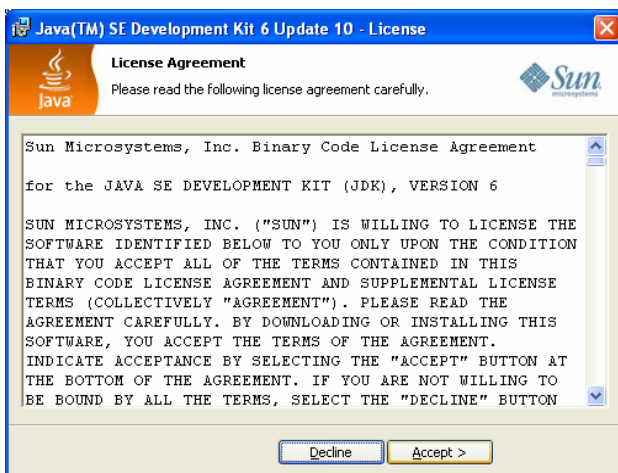 Java(TM) SE Development Kit 6 Update 10 - License
License Agreement
Please read the following license agreement carefully.
Java
Sun
microsystems
Sun Microsystems, Inc. Binary Code License Agreement
for the JAVA SE DEVELOPMENT KIT (JDK), VERSION 6
SUN MICROSYSTEMS, INC. ("SUN") IS WILLING TO LICENSE THE
SOFTWARE IDENTIFIED BELOW TO YOU ONLY UPON THE CONDITION
THAT YOU ACCEPT ALL OF THE TERMS CONTAINED IN THIS
BINARY CODE LICENSE AGREEMENT AND SUPPLEMENTAL LICENSE
TERMS (COLLECTIVELY "AGREEMENT"). PLEASE READ THE
AGREEMENT CAREFULLY. BY DOWNLOADING OR INSTALLING THIS
SOFTWARE, YOU ACCEPT THE TERMS OF THE AGREEMENT.
INDICATE ACCEPTANCE BY SELECTING THE "ACCEPT" BUTTON AT
THE BOTTOM OF THE AGREEMENT. IF YOU ARE NOT WILLING TO
BE BOUND BY ALL THE TERMS, SELECT THE "DECLINE" BUTTON
Decline
Accept >